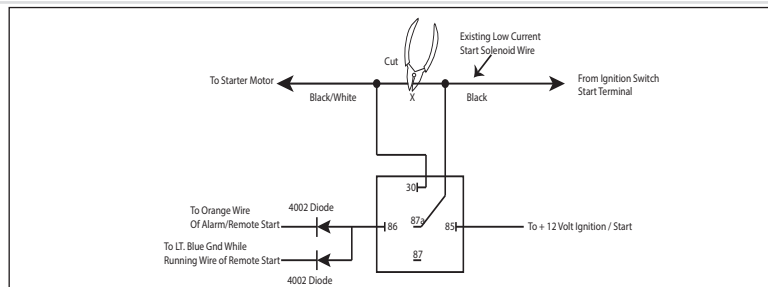 Existing Low Current
Start Solenoid Wire
Cut
To Starter Motor
From Ignition Switch
Start Terminal
Black/White
X
Black
30
To Orange Wire
Of Alarm/Remote Start
4002 Diode
86
87a
85
To + 12 Volt Ignition / Start
To LT. Blue Gnd While
Running Wire of Remote Start
87
4002 Diode